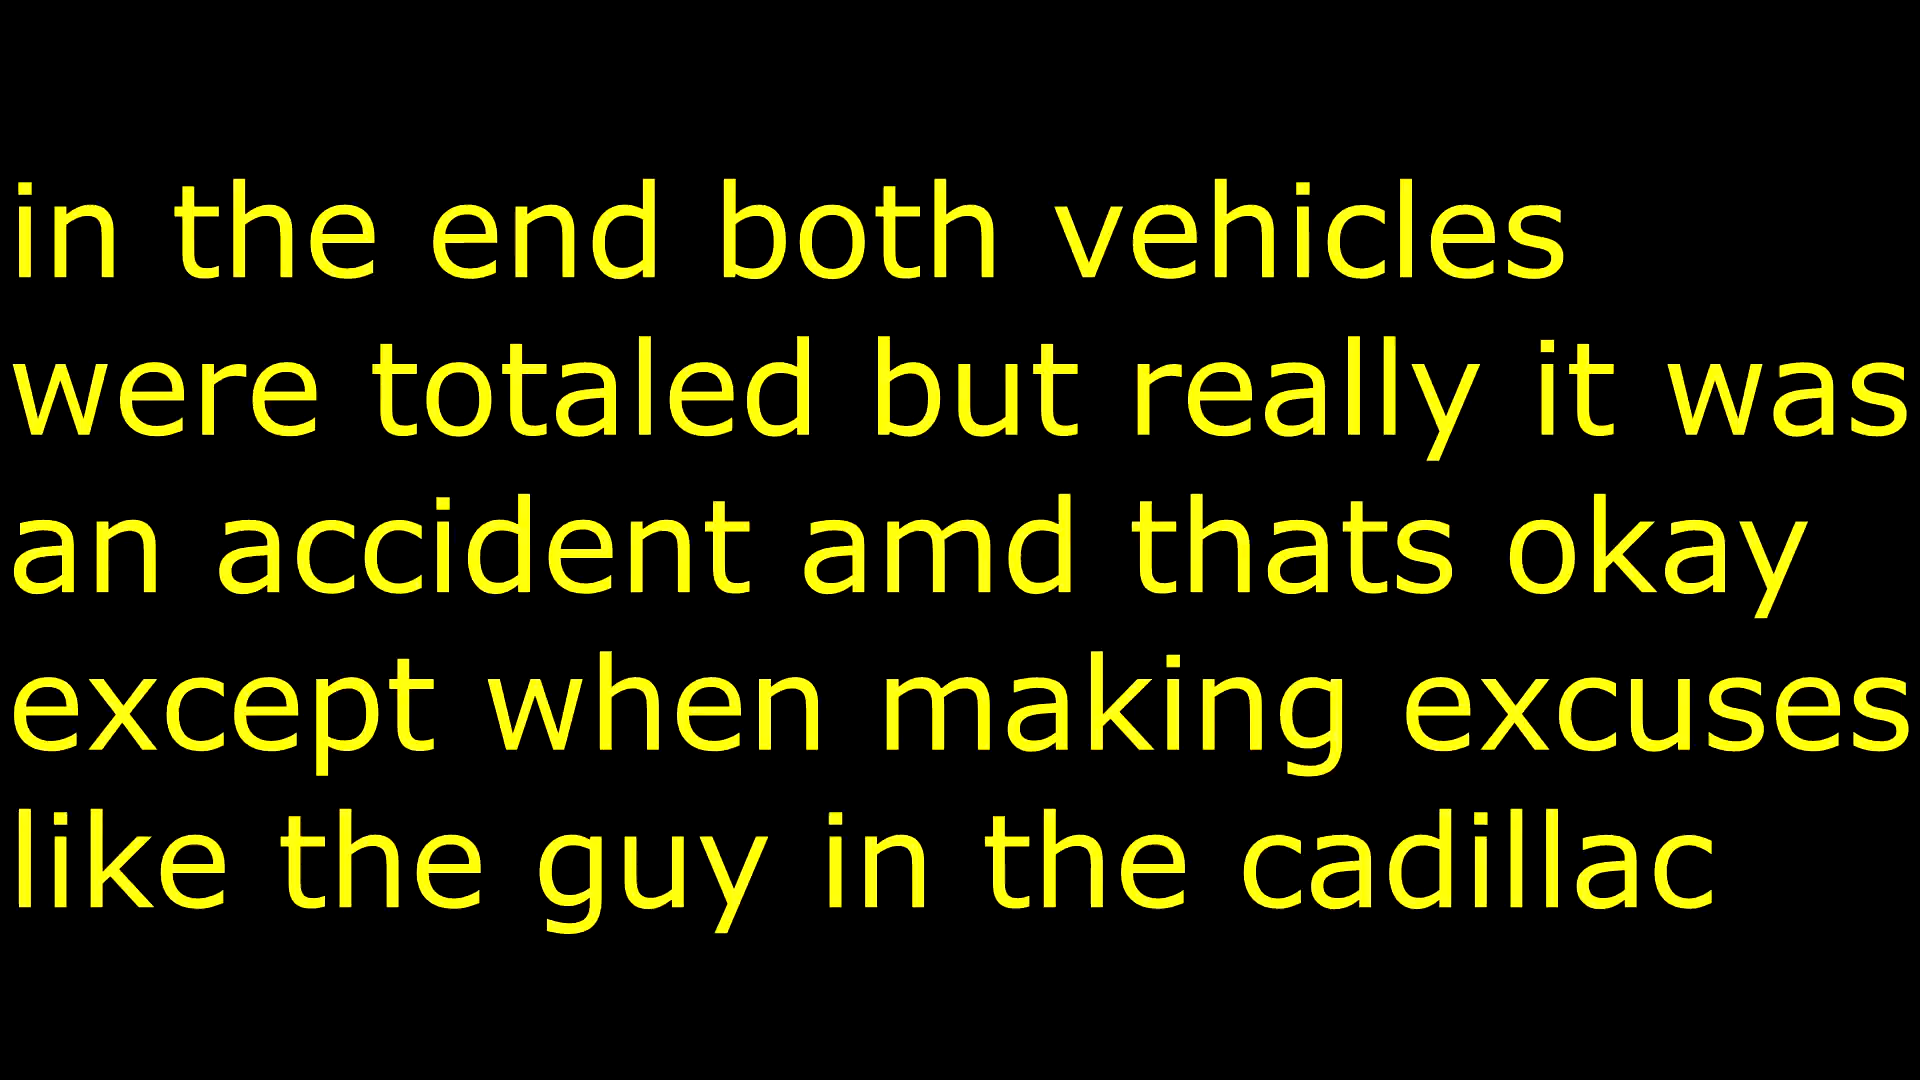 in the end both vehicles
were totaled but really it was
an accident amd thats okay
except when making excuses
like the guy in the cadillac